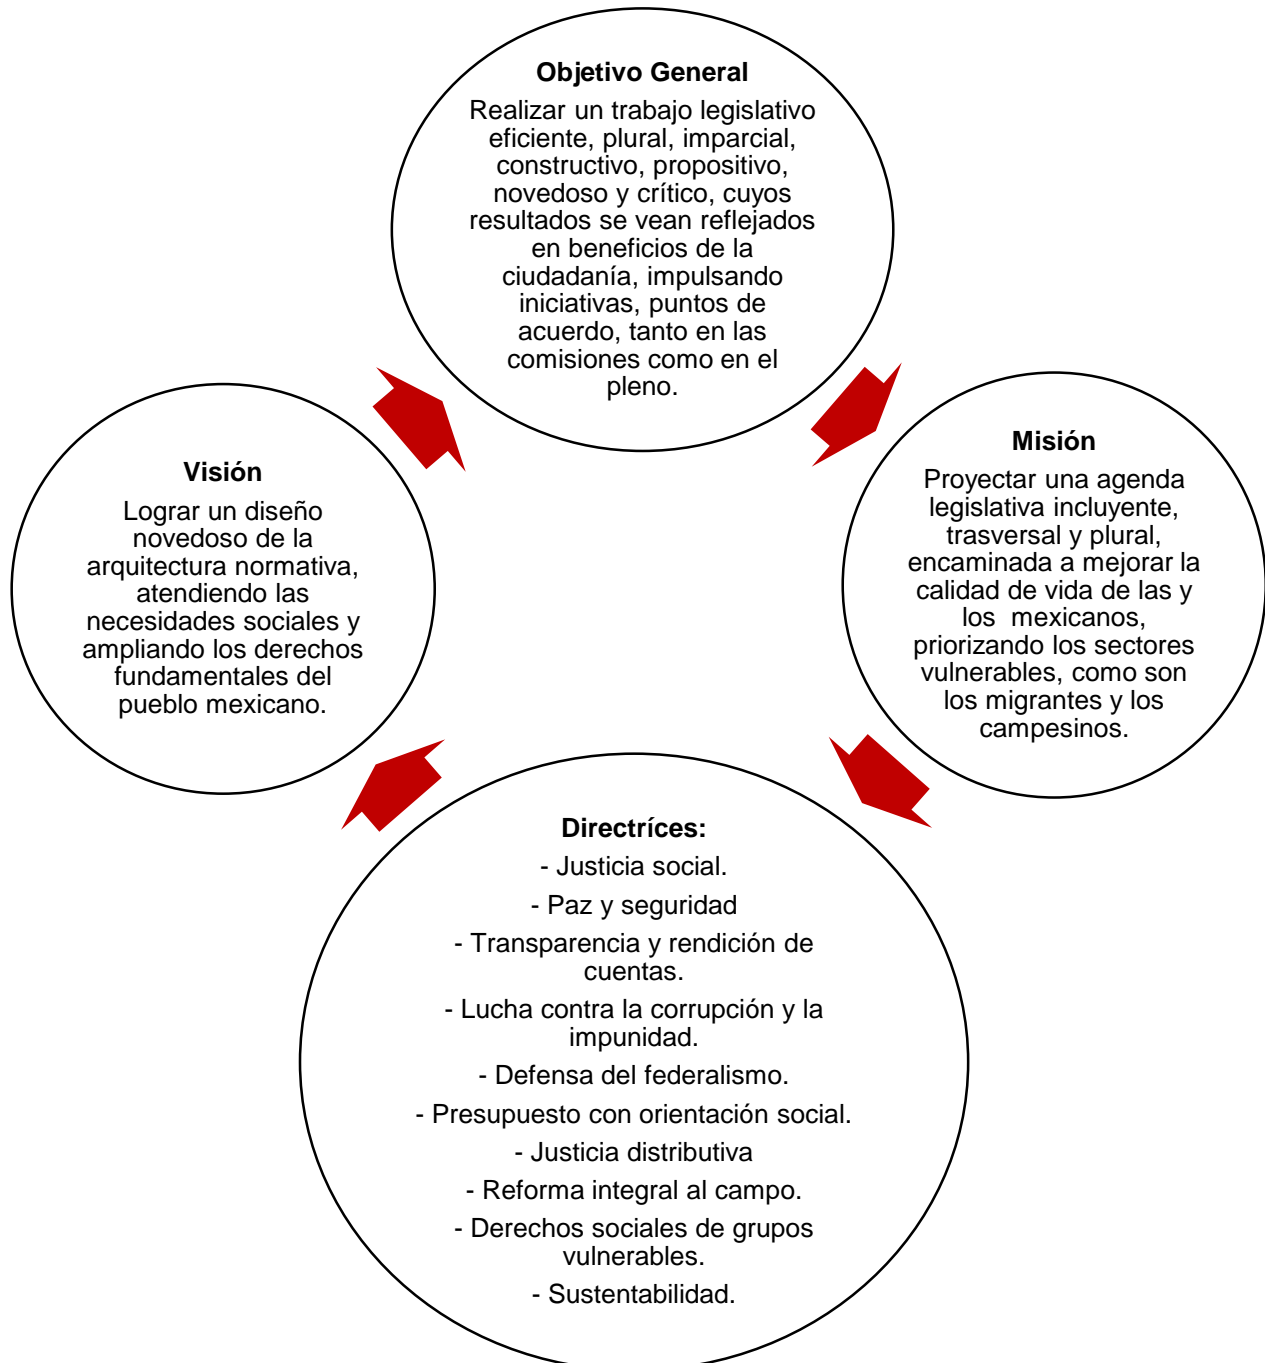 Objetivo General
Realizar un trabajo legislativo
eficiente, plural, imparcial,
constructivo, propositivo,
novedoso y crítico, cuyos
resultados se vean reflejados
en beneficios de la
ciudadanía, impulsando
iniciativas, puntos de
acuerdo, tanto en las
comisiones como en el
pleno.
Misión
Proyectar una agenda
legislativa incluyente,
trasversal y plural,
encaminada a mejorar la
calidad de vida de las y
los  mexicanos,
priorizando los sectores
vulnerables, como son
los migrantes y los
campesinos.
Directríces:
- Justicia social.
- Paz y seguridad
- Transparencia y rendición de
cuentas.
- Lucha contra la corrupción y la
impunidad.
- Defensa del federalismo.
- Presupuesto con orientación social.
- Justicia distributiva
- Reforma integral al campo.
- Derechos sociales de grupos
vulnerables.
- Sustentabilidad.
Visión
Lograr un diseño
novedoso de la
arquitectura normativa,
atendiendo las
necesidades sociales y
ampliando los derechos
fundamentales del
pueblo mexicano.